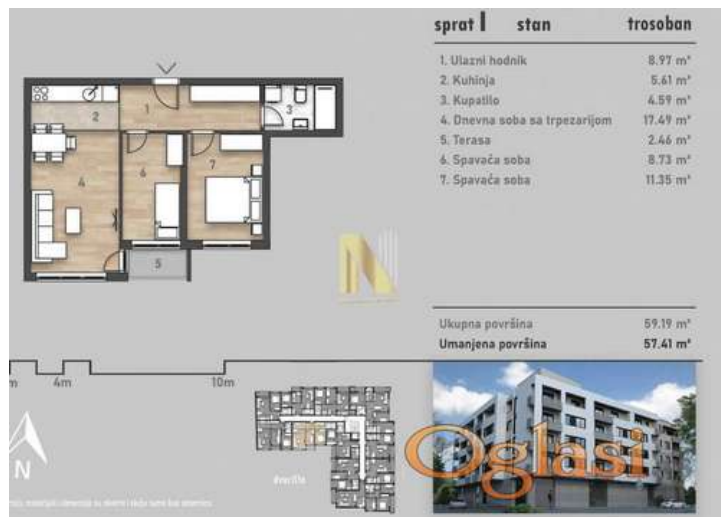 sprat I stan trosoban
1. Ulazni hodnik 8.97 m²
2. Kuhinja 5.61 m²
3. Kupatilo 4.59 m²
4. Dnevna soba sa trpezarijom 17.49 m²
5. Terasa 2.46 m²
6. Spavaća soba 8.73 m²
7. Spavaća soba 11.35 m²
1
2
3
4
5
6
7
N
Ukupna površina 59.19 m²
Umanjena površina 57.41 m²
m 4m 10m
N
dvorište
Oglasi